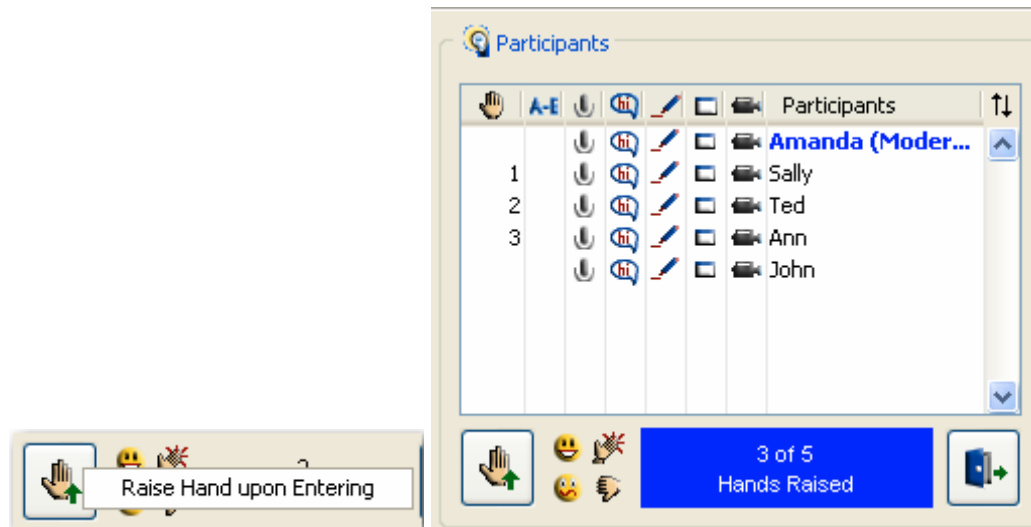 Raise Hand upon Entering
Participants
A-E hi Participants
hi Amanda (Moder...
1 hi Sally
2 hi Ted
3 hi Ann
hi John
3 of 5
Hands Raised